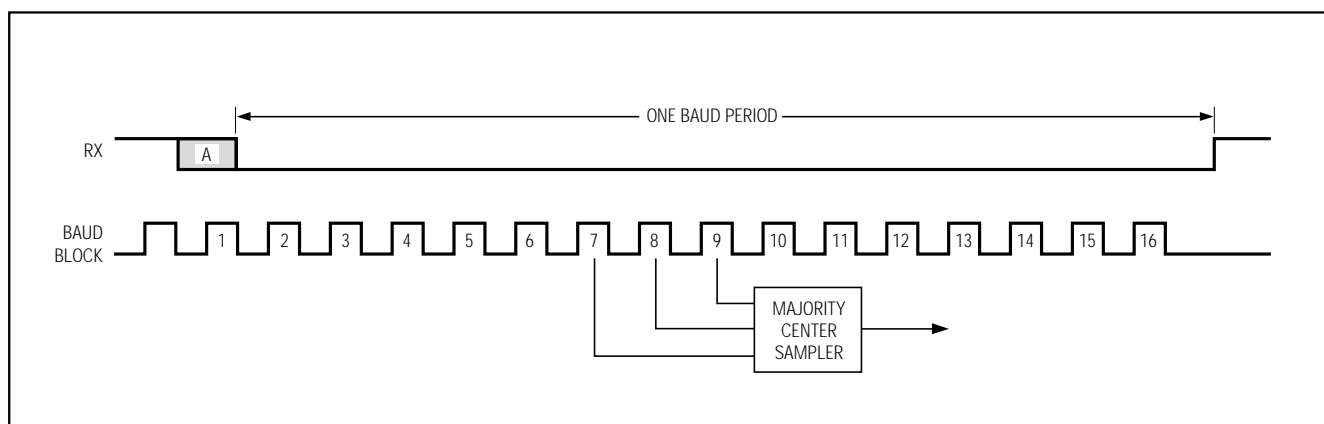 ONE BAUD PERIOD
RX
A
BAUD
BLOCK
1 2 3 4 5 6 7 8 9 10 11 12 13 14 15 16
MAJORITY
CENTER
SAMPLER